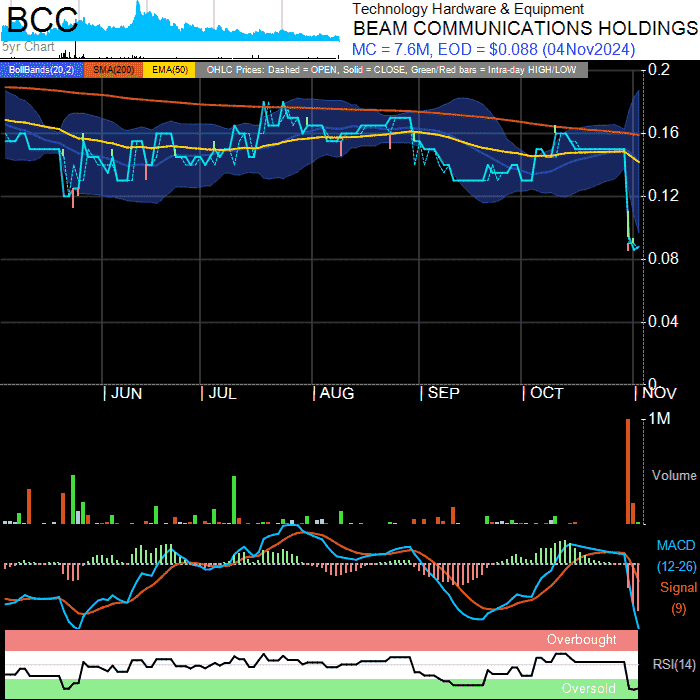 BCC
5yr Chart
Technology Hardware & Equipment
BEAM COMMUNICATIONS HOLDINGS
MC = 7.6M, EOD = $0.088 (04Nov2024)
BollBands(20,2) SMA(200) EMA(50) OHLC Prices: Dashed = OPEN, Solid = CLOSE, Green/Red bars = Intra-day HIGH/LOW
0.2
0.16
0.12
0.08
0.04
0
JUN JUL AUG SEP OCT NOV
1M
Volume
MACD
(12-26)
Signal
(9)
Overbought
RSI(14)
Oversold